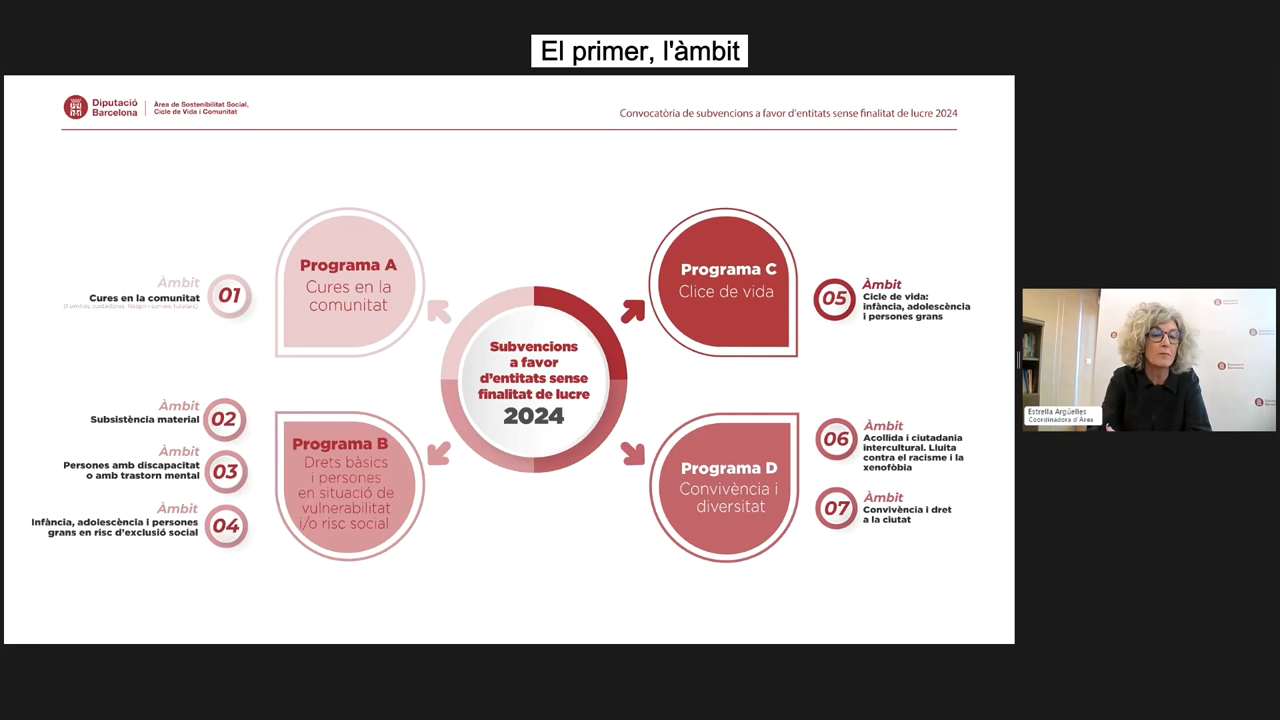 El primer, l'àmbit
Diputació
Barcelona
Àrea de Sostenibilitat Social,
Cicle de Vida i Comunitat
Convocatòria de subvencions a favor d'entitats sense finalitat de lucre 2024
Àmbit
Cures en la comunitat
01
Programa A
Cures en la
comunitat
Àmbit
Subsistència material
02
Àmbit
Persones amb discapacitat
o amb trastorn mental
03
Àmbit
Infància, adolescència i persones
grans en risc d'exclusió social
04
Programa B
Drets bàsics
i persones
en situació de
vulnerabilitat
i/o risc social
Subvencions
a favor
d'entitats sense
finalitat de lucre
2024
Programa C
Clice de vida
05
Àmbit
Cicle de vida:
infància, adolescència
i persones grans
Programa D
Convivència i
diversitat
06
Àmbit
Acollida i ciutadania
intercultural. Lluita
contra el racisme i la
xenofòbia
07
Àmbit
Convivència i dret
a la ciutat
Estrella Argüelles
Coordinadora d'Àrea